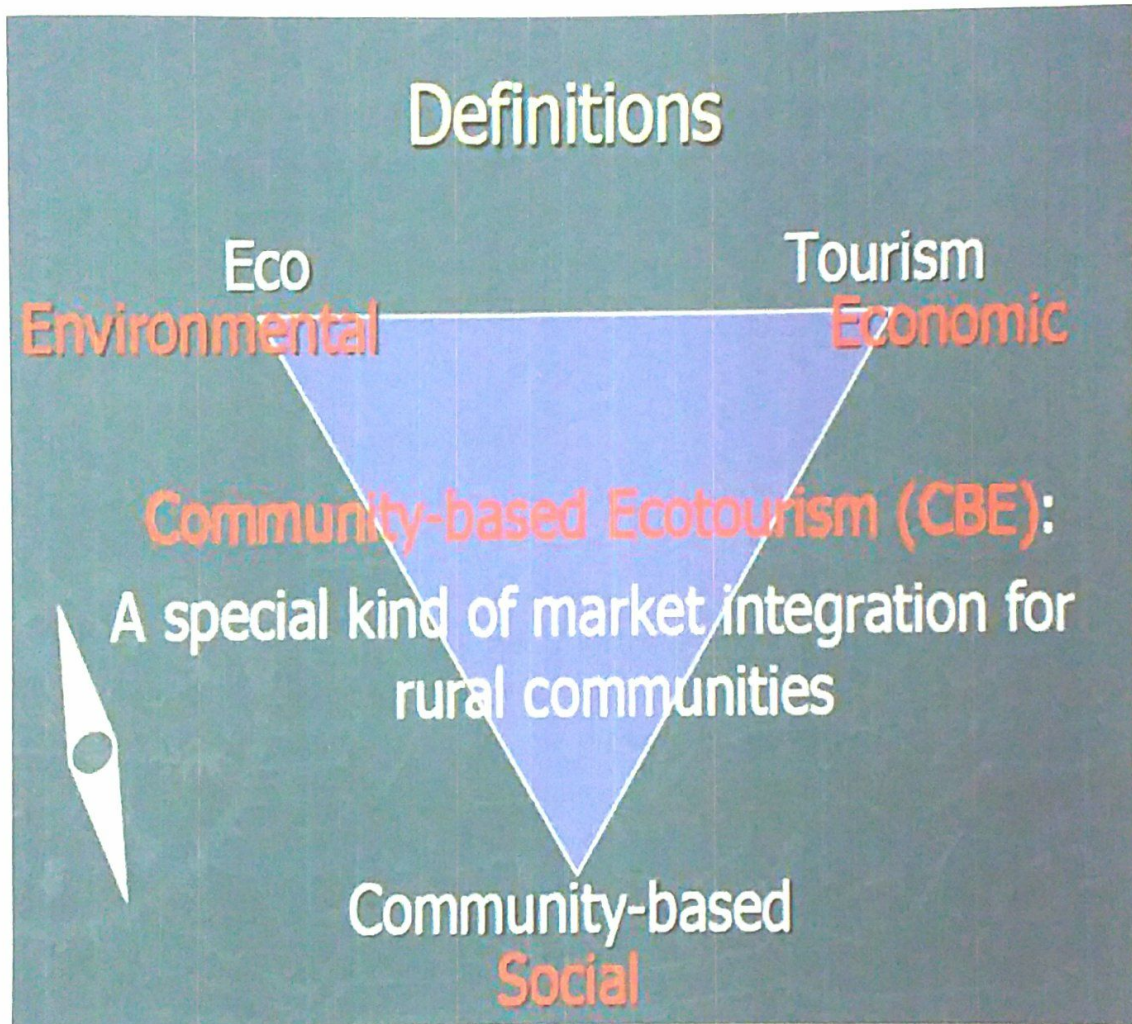 Definitions
Eco
Tourism
Environmental
Economic
Community-based Ecotourism (CBE):
A special kind of market integration for
rural communities
Community-based
Social